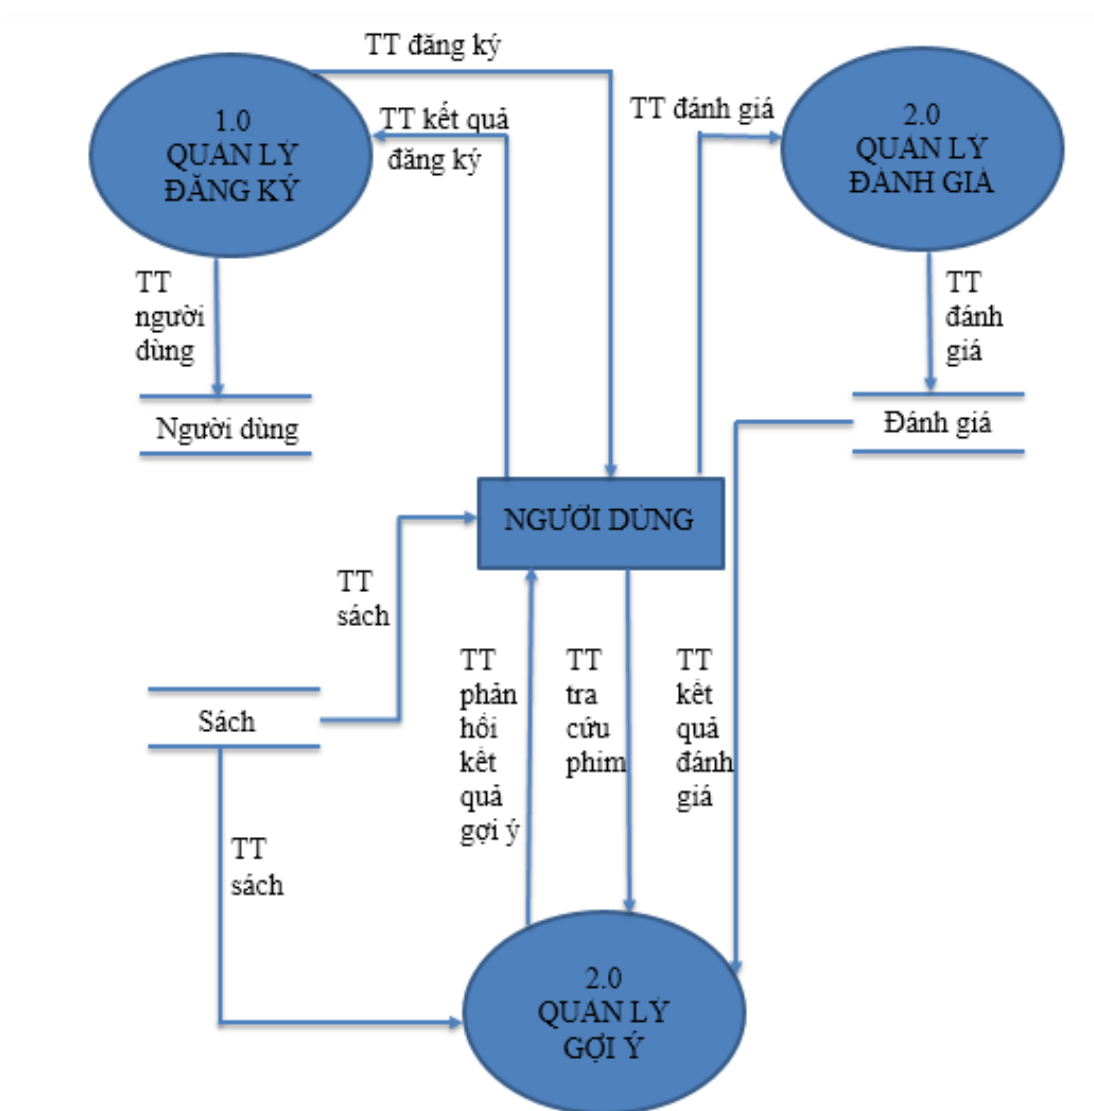 TT đăng ký
1.0
QUẢN LÝ
ĐĂNG KÝ
TT kết quả
đăng ký
TT đánh giá
2.0
QUẢN LÝ
ĐÁNH GIÁ
TT
người
dùng
TT
đánh
giá
Người dùng
Đánh giá
NGƯỜI DÙNG
TT
sách
TT
phản
hồi
kết
quả
gợi ý
TT
tra
cứu
phim
TT
kết
quả
đánh
giá
Sách
TT
sách
2.0
QUẢN LÝ
GỢI Ý